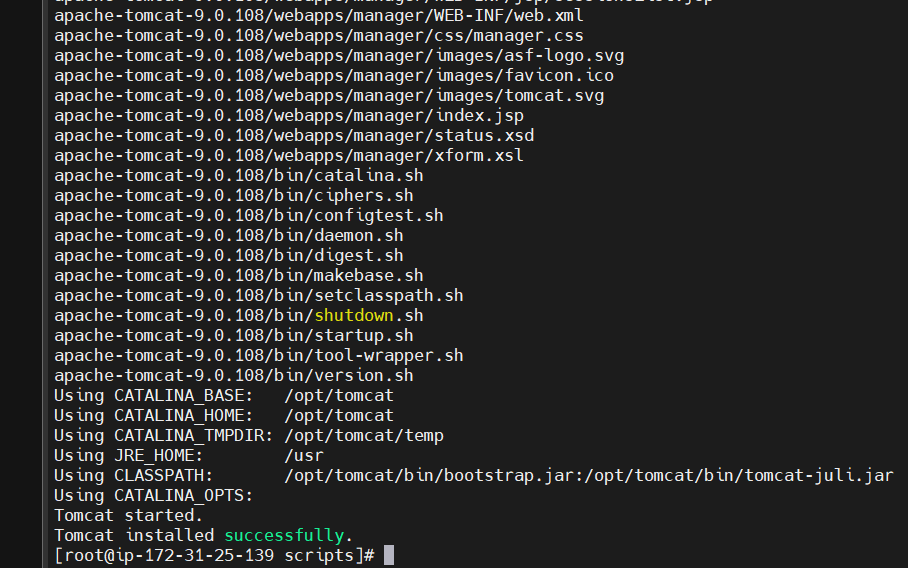 apache-tomcat-9.0.108/webapps/manager/WEB-INF/web.xml
apache-tomcat-9.0.108/webapps/manager/css/manager.css
apache-tomcat-9.0.108/webapps/manager/images/asf-logo.svg
apache-tomcat-9.0.108/webapps/manager/images/favicon.ico
apache-tomcat-9.0.108/webapps/manager/images/tomcat.svg
apache-tomcat-9.0.108/webapps/manager/index.jsp
apache-tomcat-9.0.108/webapps/manager/status.xsd
apache-tomcat-9.0.108/webapps/manager/xform.xsl
apache-tomcat-9.0.108/bin/catalina.sh
apache-tomcat-9.0.108/bin/ciphers.sh
apache-tomcat-9.0.108/bin/configtest.sh
apache-tomcat-9.0.108/bin/daemon.sh
apache-tomcat-9.0.108/bin/digest.sh
apache-tomcat-9.0.108/bin/makebase.sh
apache-tomcat-9.0.108/bin/setclasspath.sh
apache-tomcat-9.0.108/bin/shutdown.sh
apache-tomcat-9.0.108/bin/startup.sh
apache-tomcat-9.0.108/bin/tool-wrapper.sh
apache-tomcat-9.0.108/bin/version.sh
Using CATALINA_BASE:   /opt/tomcat
Using CATALINA_HOME:   /opt/tomcat
Using CATALINA_TMPDIR: /opt/tomcat/temp
Using JRE_HOME:        /usr
Using CLASSPATH:       /opt/tomcat/bin/bootstrap.jar:/opt/tomcat/bin/tomcat-juli.jar
Using CATALINA_OPTS:
Tomcat started.
Tomcat installed successfully.
[root@ip-172-31-25-139 scripts]#